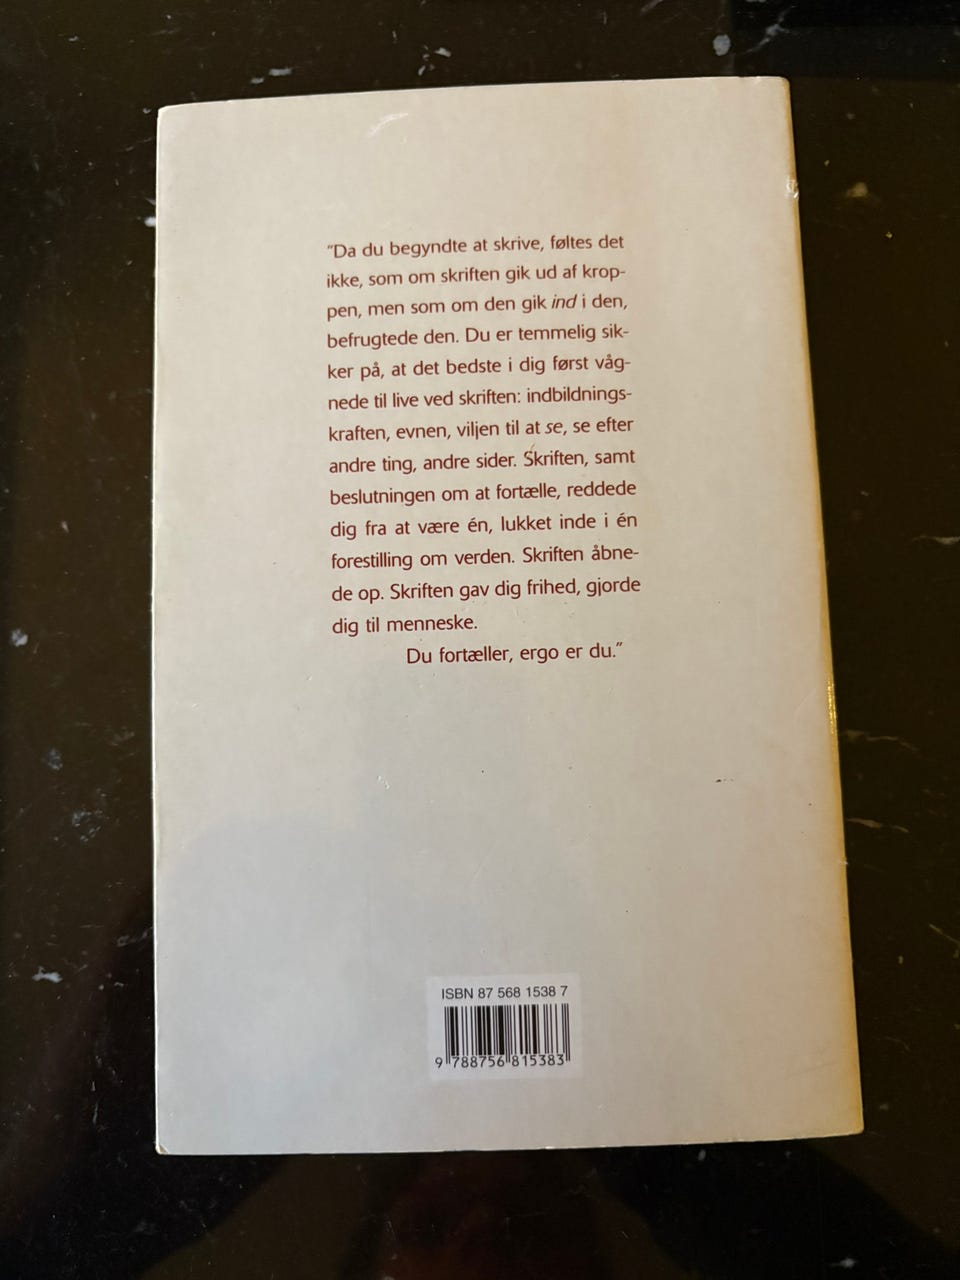 "Da du begyndte at skrive, føltes det
ikke, som om skriften gik ud af krop-
pen, men som om den gik ind i den,
befrugtede den. Du er temmelig sik-
ker på, at det bedste i dig først våg-
nede til live ved skriften: indbildnings-
kraften, evnen, viljen til at se, se efter
andre ting, andre sider. Skriften, samt
beslutningen om at fortælle, reddede
dig fra at være én, lukket inde i én
forestilling om verden. Skriften åbne-
de op. Skriften gav dig frihed, gjorde
dig til menneske.
Du fortæller, ergo er du."
ISBN 87 568 1538 7
9 788756 815383